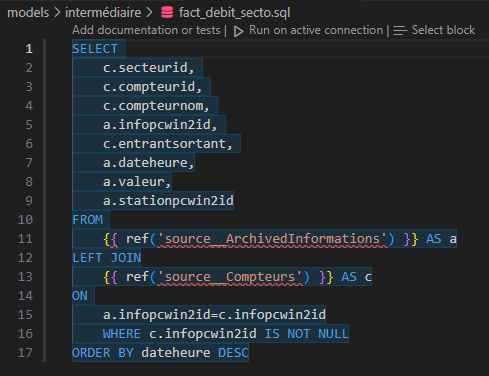 models > intermédiaire > fact_debit_secto.sql
Add documentation or tests | Run on active connection | Select block
1 SELECT
2 c.secteurid,
3 c.compteurid,
4 c.compteurnom,
5 a.infopcwin2id,
6 c.entrantsortant,
7 a.dateheure,
8 a.valeur,
9 a.stationpcwin2id
10 FROM
11 {{ ref('source__ArchivedInformations') }} AS a
12 LEFT JOIN
13 {{ ref('source__Compteurs') }} AS c
14 ON
15 a.infopcwin2id=c.infopcwin2id
16 WHERE c.infopcwin2id IS NOT NULL
17 ORDER BY dateheure DESC